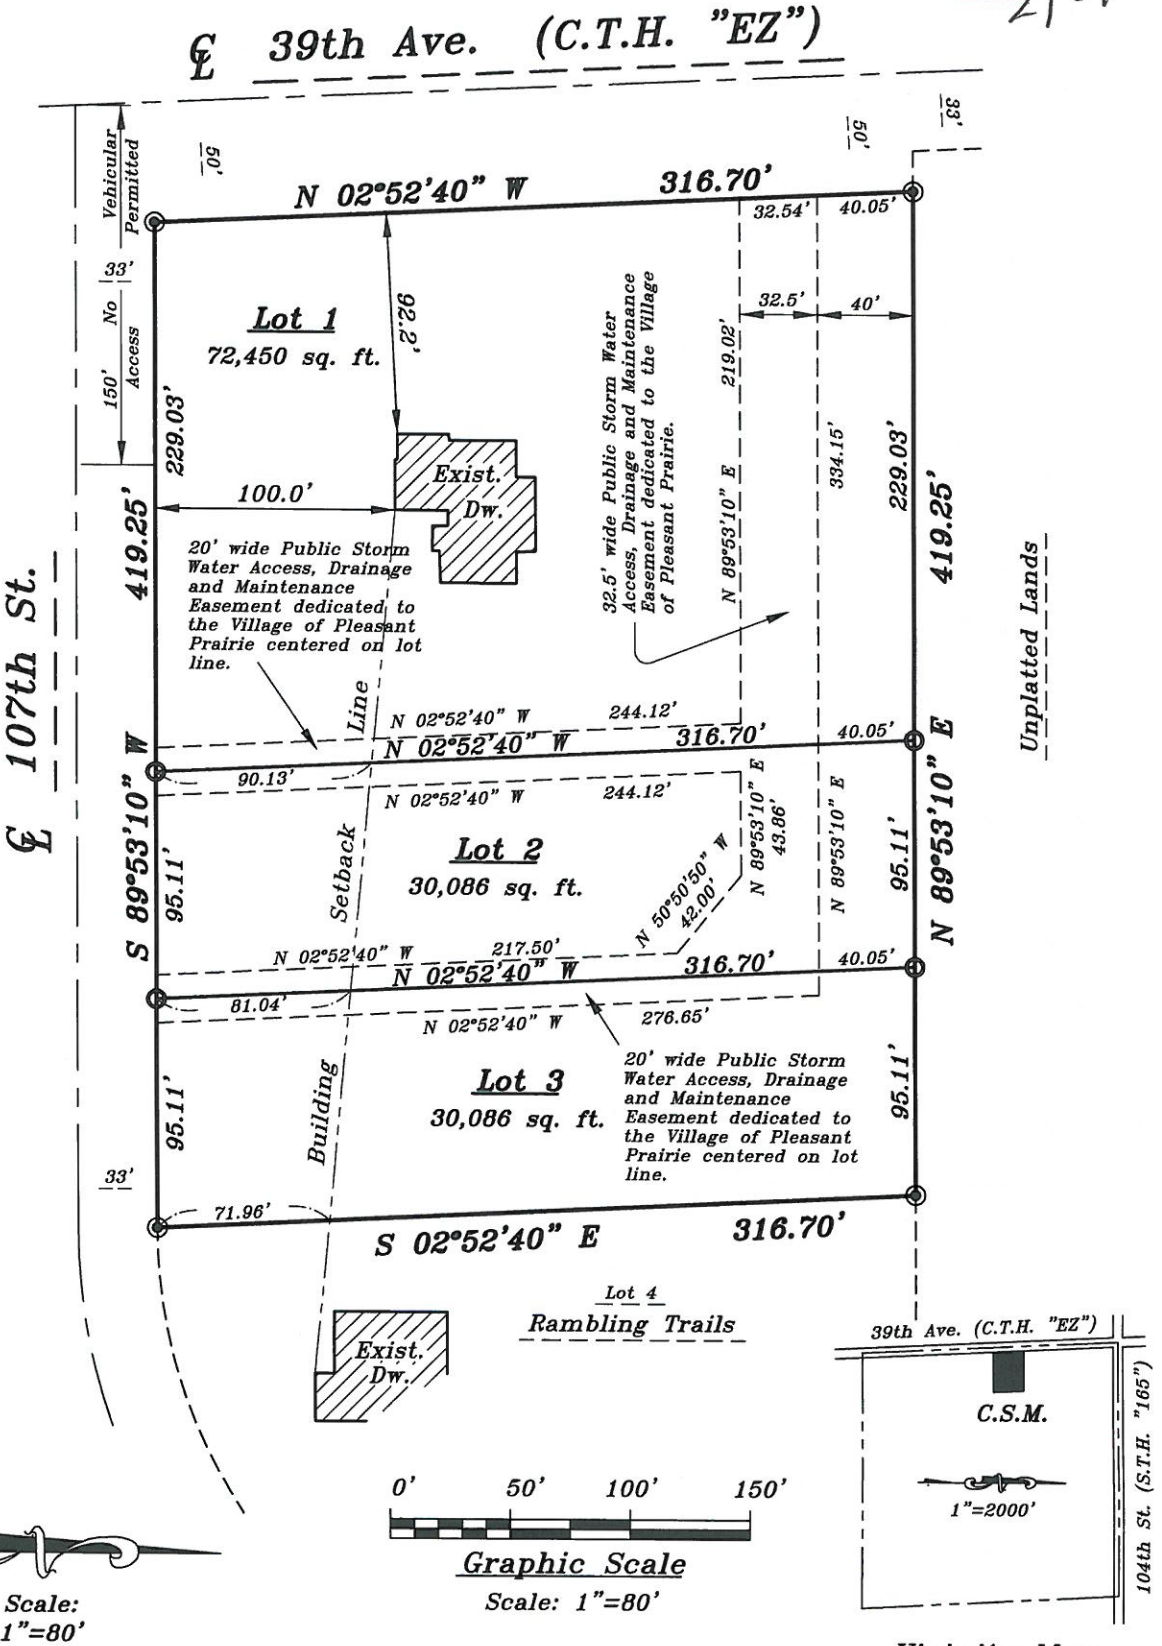 ℄ 39th Ave. (C.T.H. "EZ")
Vehicular
Permitted
50'
50'
33'
N 02°52'40" W 316.70'
32.54' 40.05'
33'
150' No
Access
Lot 1
72,450 sq. ft.
92.2'
32.5' 40'
229.03'
419.25'
100.0'
Exist.
Dw.
20' wide Public Storm
Water Access, Drainage
and Maintenance
Easement dedicated to
the Village of Pleasant
Prairie centered on lot
line.
32.5' wide Public Storm Water
Access, Drainage and Maintenance
Easement dedicated to the Village
of Pleasant Prairie.
N 89°53'10" E 219.02'
334.15'
229.03'
419.25'
Unplatted Lands
℄ 107th St.
S 89°53'10" W
N 02°52'40" W 244.12'
N 02°52'40" W 316.70' 40.05'
90.13'
N 02°52'40" W 244.12'
Building Setback Line
Lot 2
30,086 sq. ft.
N 89°53'10" E
43.86'
N 50°50'50" W
42.00'
N 89°53'10" E
95.11'
95.11'
N 89°53'10" E
N 02°52'40" W 217.50'
N 02°52'40" W 316.70' 40.05'
81.04'
N 02°52'40" W 276.65'
Lot 3
30,086 sq. ft.
20' wide Public Storm
Water Access, Drainage
and Maintenance
Easement dedicated to
the Village of Pleasant
Prairie centered on lot
line.
95.11'
95.11'
33'
71.96'
S 02°52'40" E 316.70'
Lot 4
Rambling Trails
Exist.
Dw.
39th Ave. (C.T.H. "EZ")
C.S.M.
1"=2000'
104th St. (S.T.H. "165")
0' 50' 100' 150'
Graphic Scale
Scale: 1"=80'
Scale:
1"=80'